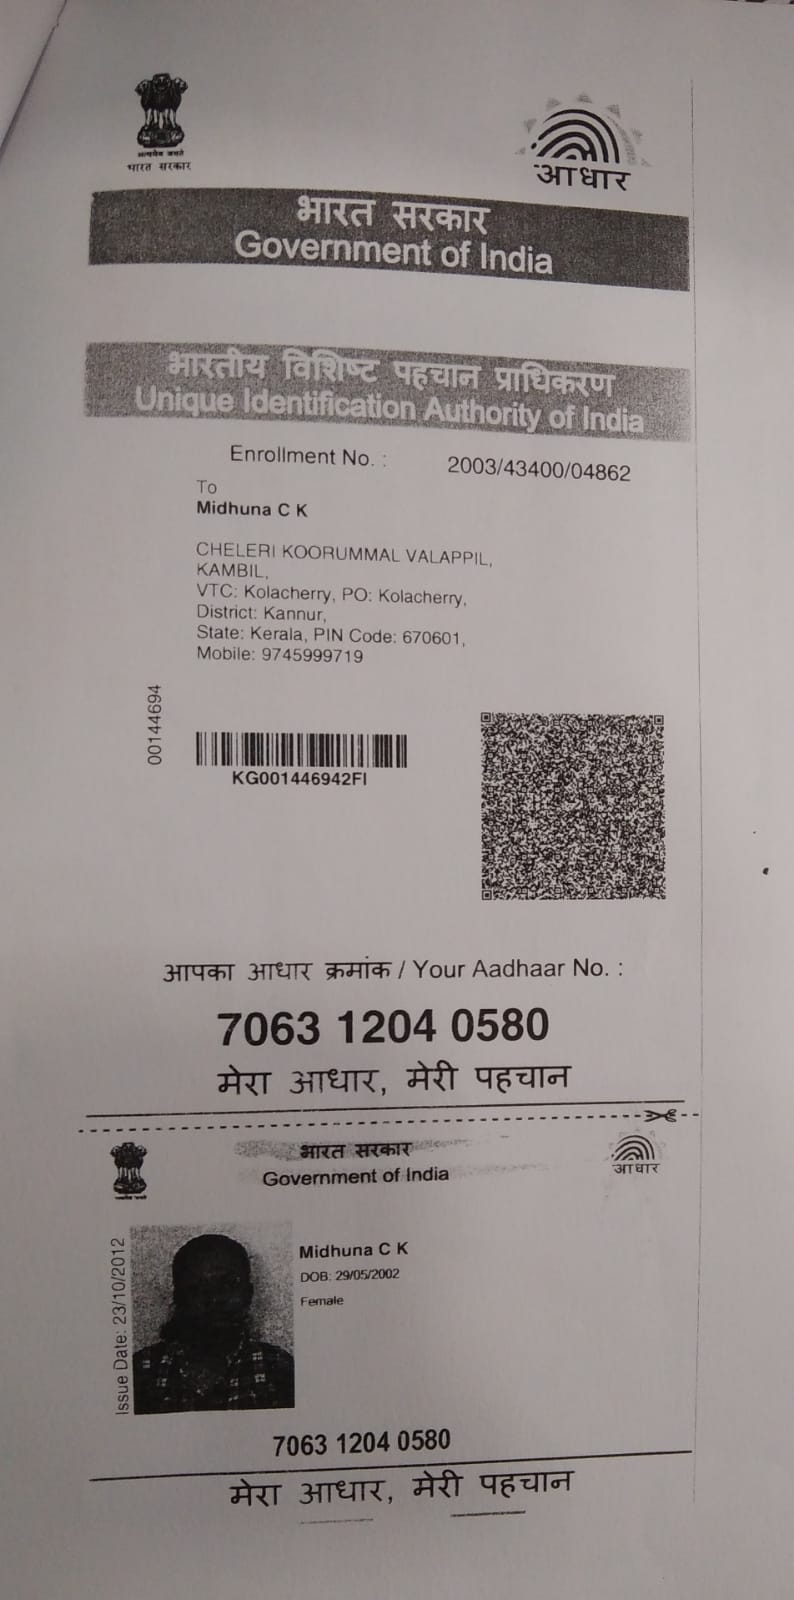 सत्यमेव जयते
भारत सरकार
आधार
भारत सरकार
Government of India
भारतीय विशिष्ट पहचान प्राधिकरण
Unique Identification Authority of India
Enrollment No. : 2003/43400/04862
To
Midhuna C K
CHELERI KOORUMMAL VALAPPIL,
KAMBIL,
VTC: Kolacherry, PO: Kolacherry,
District: Kannur,
State: Kerala, PIN Code: 670601,
Mobile: 9745999719
00144694
KG001446942FI
आपका आधार क्रमांक / Your Aadhaar No. :
7063 1204 0580
मेरा आधार, मेरी पहचान
भारत सरकार
Government of India
आधार
Issue Date: 23/10/2012
Midhuna C K
DOB: 29/05/2002
Female
7063 1204 0580
मेरा आधार, मेरी पहचान